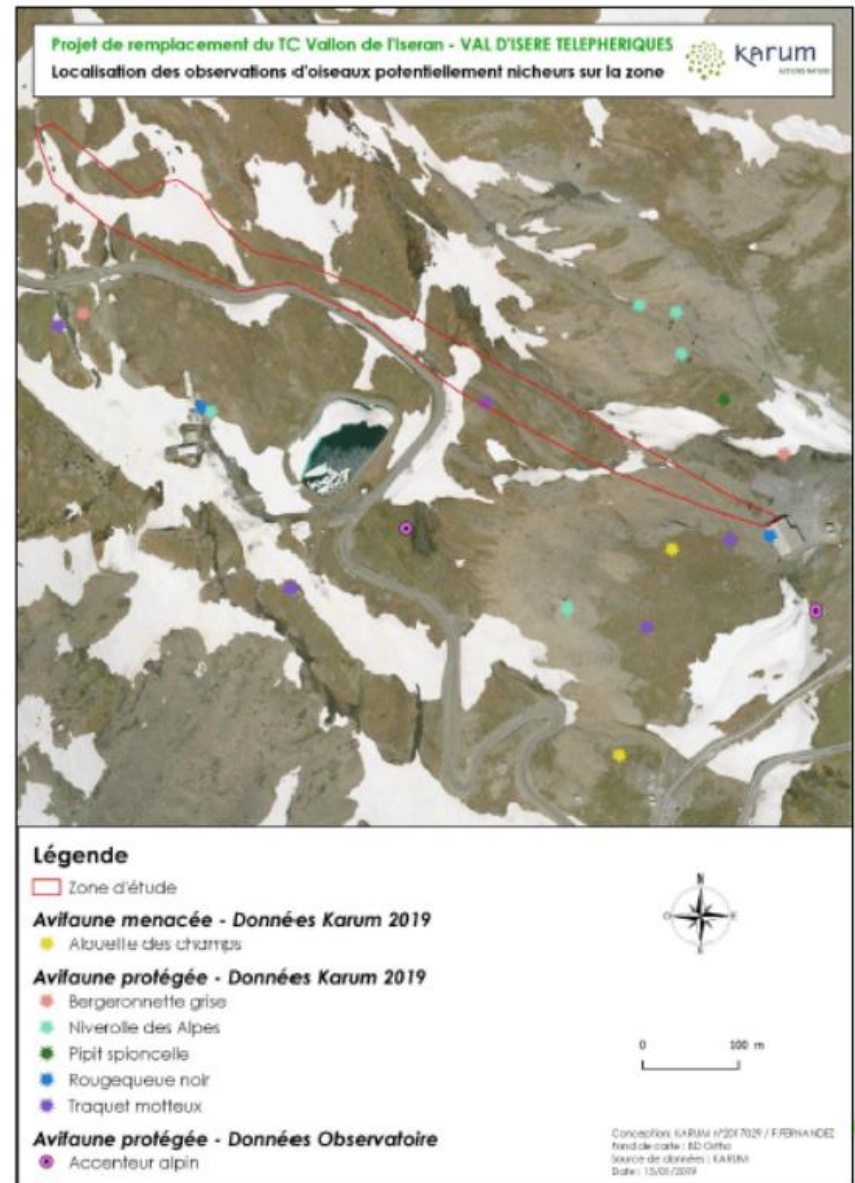 Projet de remplacement du TC Vallon de l'Iseran - VAL D'ISERE TELEPHERIQUES
Localisation des observations d'oiseaux potentiellement nicheurs sur la zone
Karum
Légende
Zone d'étude
Avifaune menacée - Données Karum 2019
Alouette des champs
Avifaune protégée - Données Karum 2019
Bergeronnette grise
Niverolle des Alpes
Pipit spioncelle
Rougequeue noir
Traquet motteux
Avifaune protégée - Données Observatoire
Accenteur alpin
N
0 100 m
Conception: KARUM n°2017029 / F.FERNANDEZ
Fond de carte : BD Ortho
Source de données : KARUM